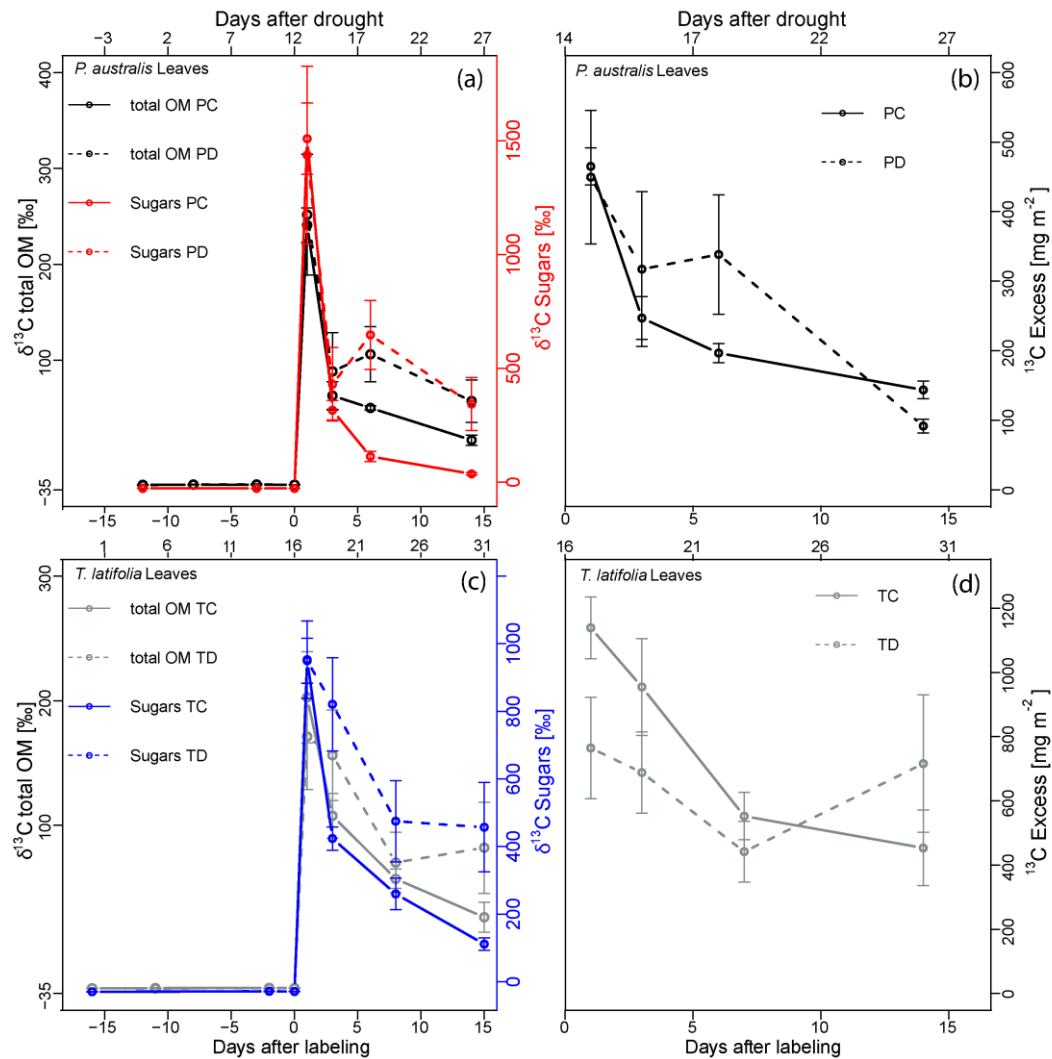 Days after drought
Days after drought
−3 2 7 12 17 22 27
14 18 22 26
P. australis Leaves (a)
total OM PC
total OM PD
Sugars PC
Sugars PD
400
300
200
100
−35
δ13C total OM [‰]
1500
1000
500
0
δ13C Sugars [‰]
−15 −10 −5 0 5 10 15
P. australis Leaves (b)
PC
PD
600
500
400
300
200
100
0
13C Excess [mg m−2]
0 5 10 15
1 6 11 16 21 26 31
16 21 26 31
T. latifolia Leaves (c)
total OM TC
total OM TD
Sugars TC
Sugars TD
300
200
100
−35
δ13C total OM [‰]
1000
800
600
400
200
0
δ13C Sugars [‰]
−15 −10 −5 0 5 10 15
Days after labeling
T. latifolia Leaves (d)
TC
TD
1200
1000
800
600
400
200
0
13C Excess [mg m−2]
0 5 10 15
Days after labeling